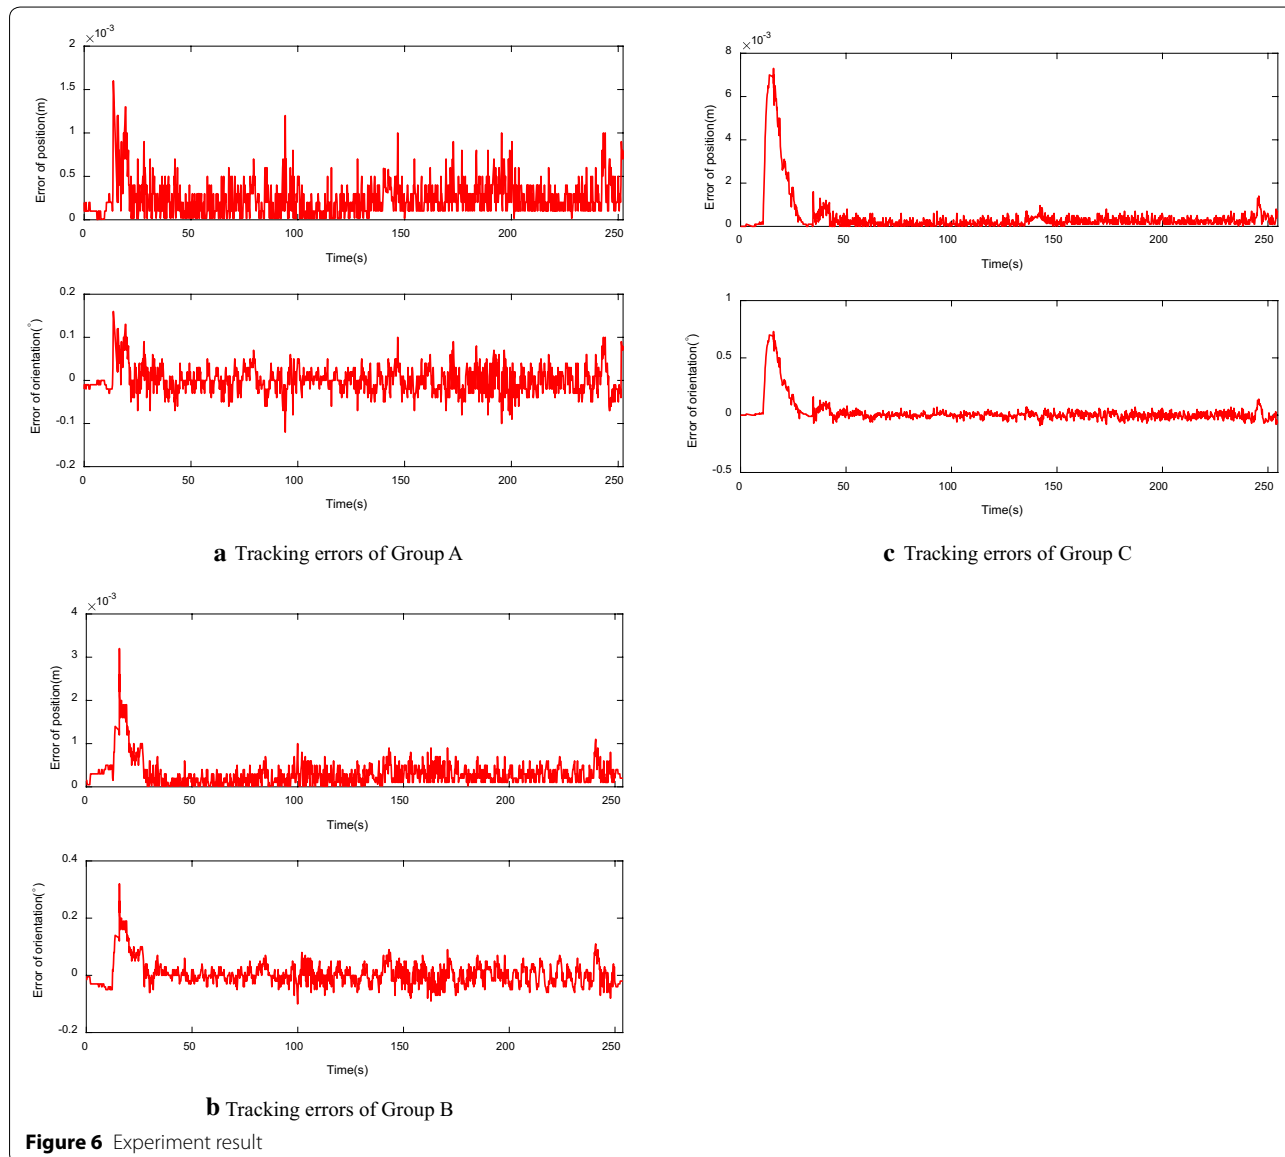 ×10-3
2
1.5
1
0.5
0
Error of position(m)
0 50 100 150 200 250
Time(s)
0.2
0.1
0
-0.1
-0.2
Error of orientation(°)
0 50 100 150 200 250
Time(s)
a Tracking errors of Group A
×10-3
8
6
4
2
0
Error of position(m)
0 50 100 150 200 250
Time(s)
1
0.5
0
-0.5
Error of orientation(°)
0 50 100 150 200 250
Time(s)
c Tracking errors of Group C
×10-3
4
3
2
1
0
Error of position(m)
0 50 100 150 200 250
Time(s)
0.4
0.2
0
-0.2
Error of orientation(°)
0 50 100 150 200 250
Time(s)
b Tracking errors of Group B
Figure 6 Experiment result